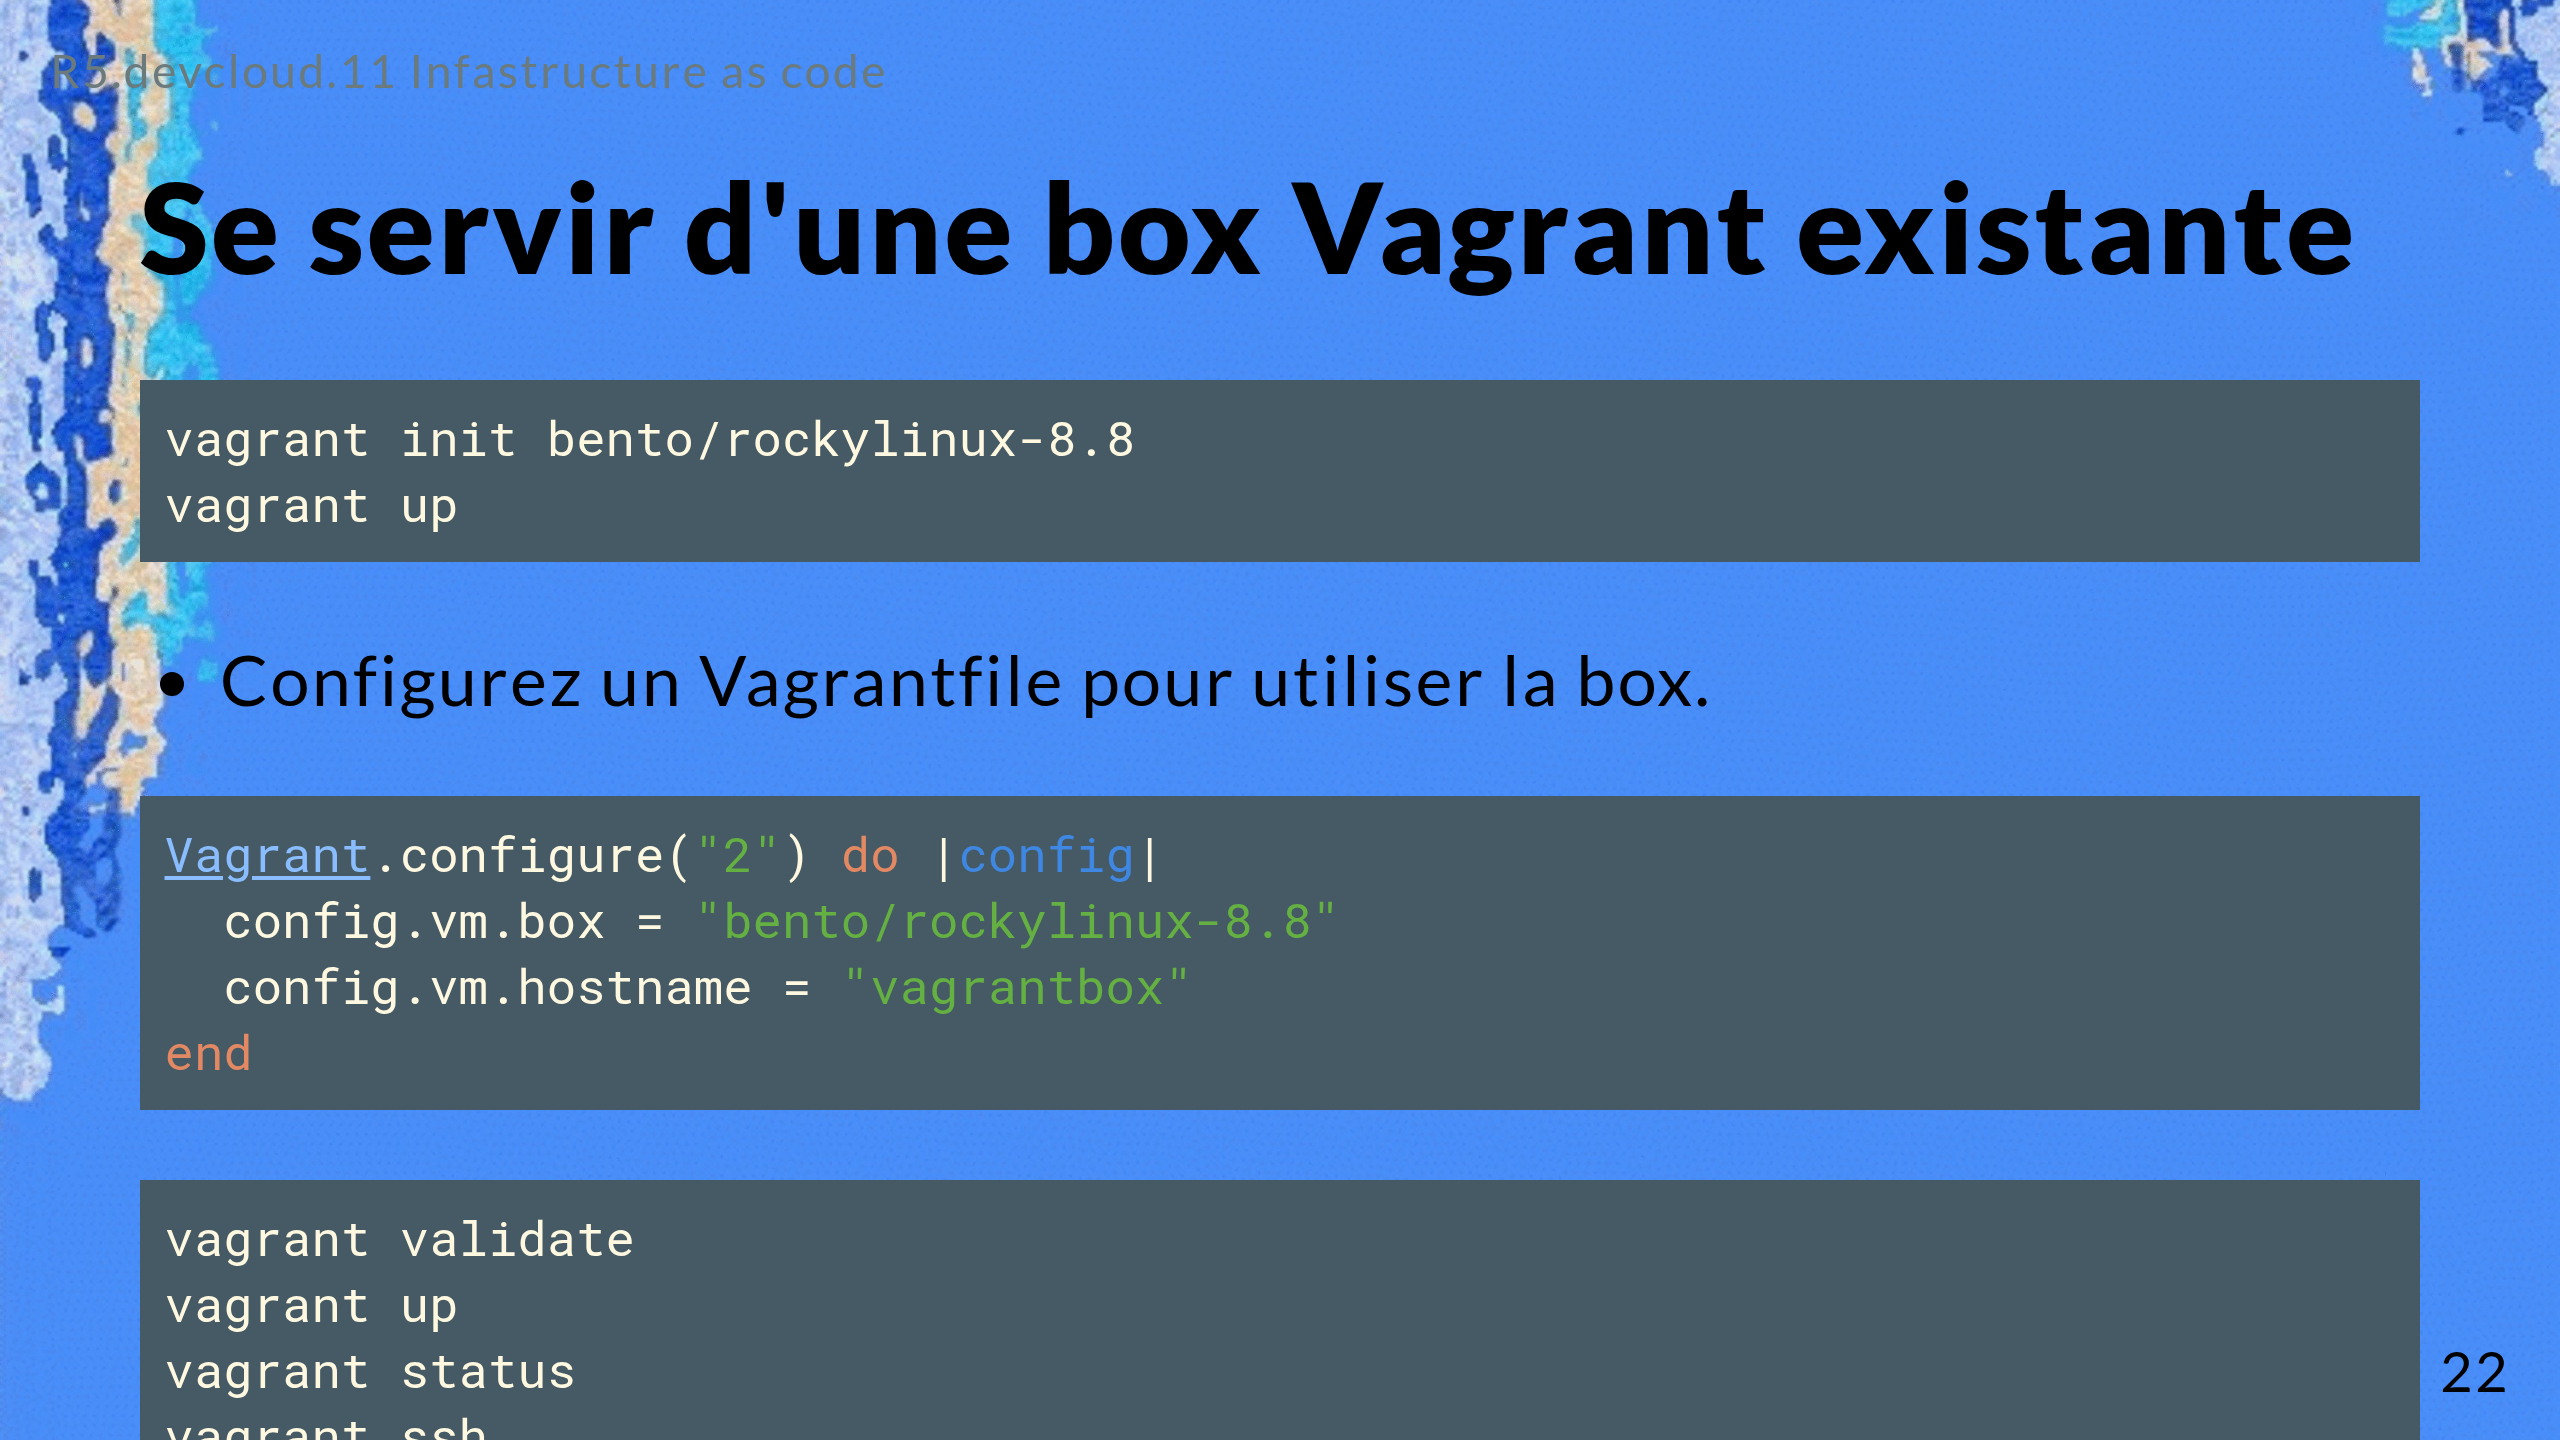 R5.devcloud.11 Infastructure as code
Se servir d'une box Vagrant existante
vagrant init bento/rockylinux-8.8
vagrant up
• Configurez un Vagrantfile pour utiliser la box.
Vagrant.configure("2") do |config|
  config.vm.box = "bento/rockylinux-8.8"
  config.vm.hostname = "vagrantbox"
end
vagrant validate
vagrant up
vagrant status
vagrant ssh
22